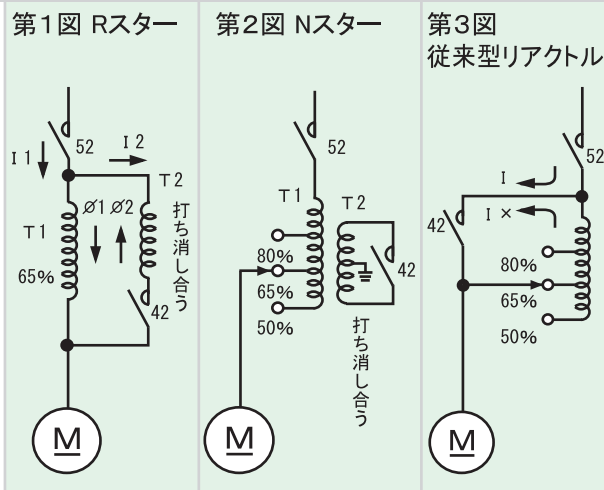 第1図 Rスター
52
I 1
I 2
T 2
T 1
ø1 ø2
65%
打ち消し合う
42
M
第2図 Nスター
52
T 1
T 2
80%
65%
50%
42
打ち消し合う
M
第3図
従来型リアクトル
52
I
I ×
42
80%
65%
50%
M